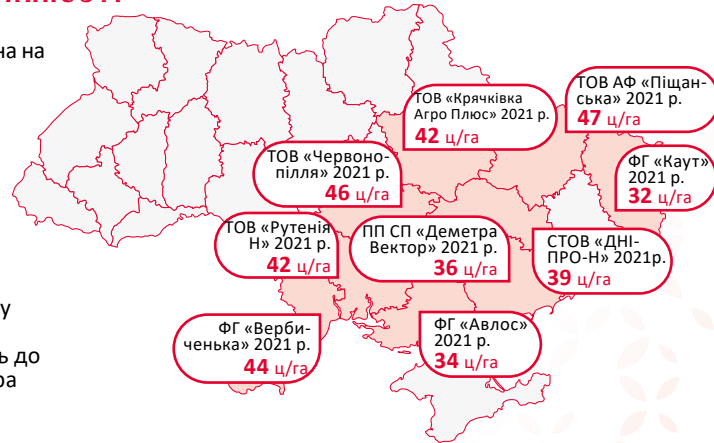 на на
ТОВ «Крячківка
Агро Плюс» 2021 р.
42 ц/га
ТОВ АФ «Піщан-
ська» 2021 р.
47 ц/га
ТОВ «Червоно-
пілля» 2021 р.
46 ц/га
ФГ «Каут»
2021 р.
32 ц/га
ТОВ «Рутенія
Н» 2021 р.
42 ц/га
ПП СП «Деметра
Вектор» 2021 р.
36 ц/га
СТОВ «ДНІ-
ПРО-Н» 2021р.
39 ц/га
у
ь до
ра
ФГ «Верби-
ченька» 2021 р.
44 ц/га
ФГ «Авлос»
2021 р.
34 ц/га